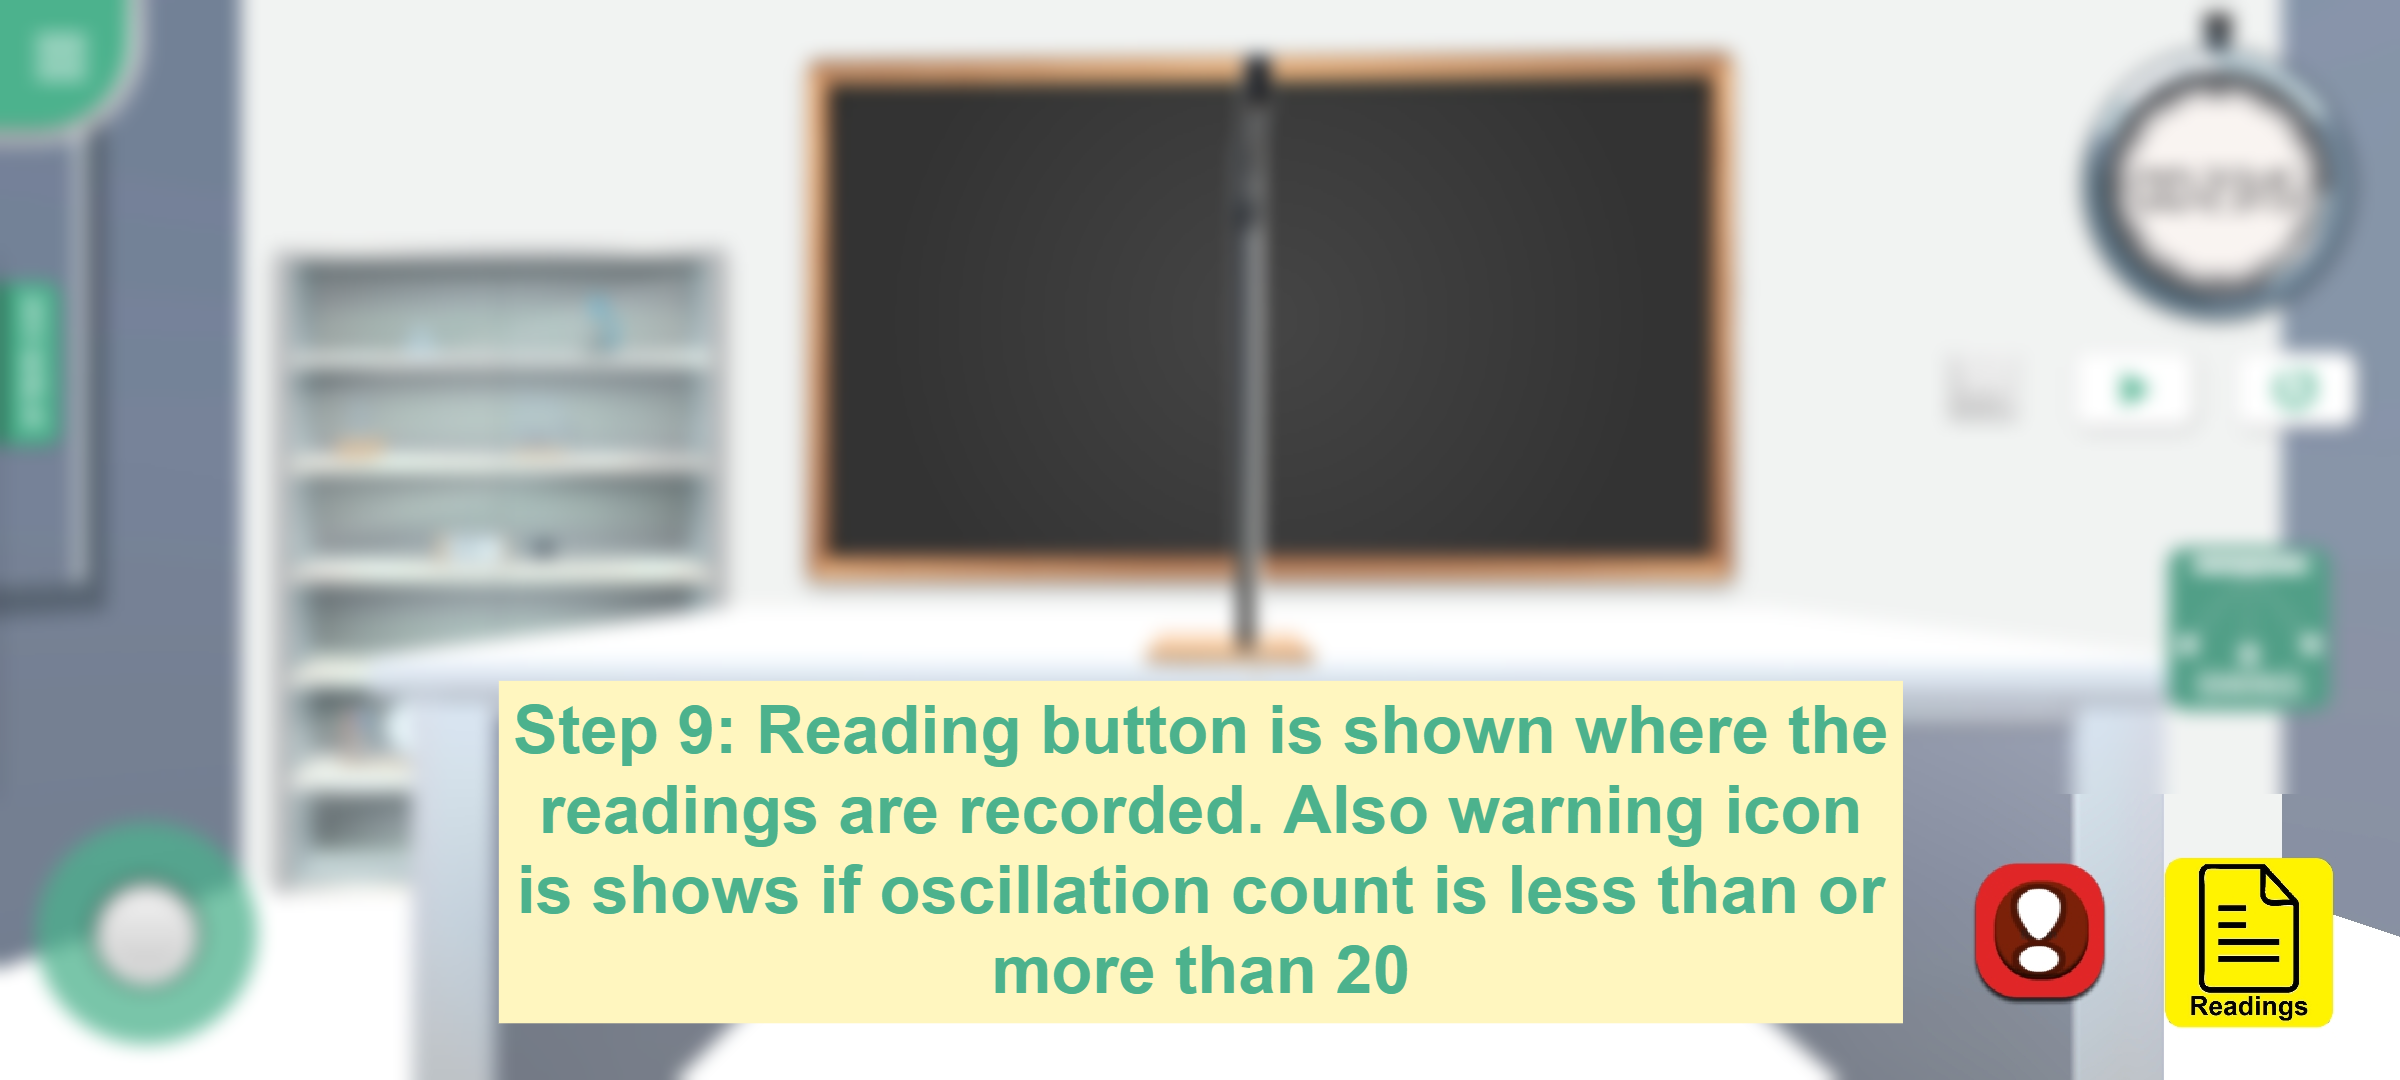 Step 9: Reading button is shown where the
readings are recorded. Also warning icon
is shows if oscillation count is less than or
more than 20
Readings